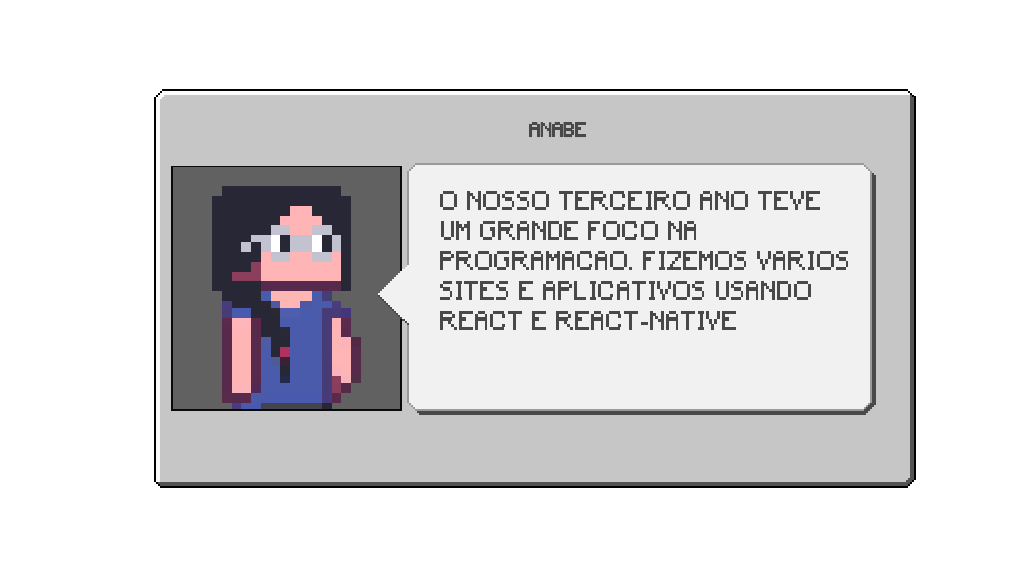 ANABE
O NOSSO TERCEIRO ANO TEVE
UM GRANDE FOCO NA
PROGRAMACAO. FIZEMOS VARIOS
SITES E APLICATIVOS USANDO
REACT E REACT-NATIVE